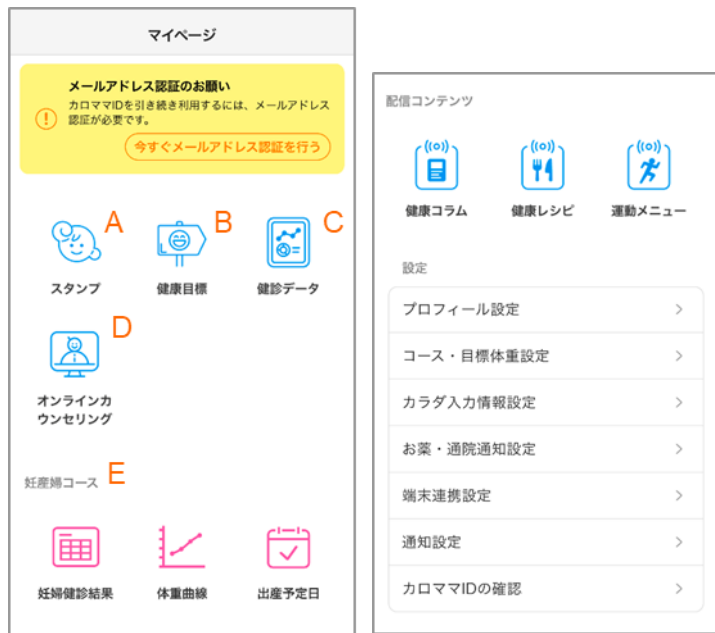 マイページ
メールアドレス認証のお願い
カロママIDを引き続き利用するには、メールアドレス
認証が必要です。
今すぐメールアドレス認証を行う
A
B
C
スタンプ
健康目標
健診データ
D
オンラインカ
ウンセリング
妊産婦コース E
妊婦健診結果
体重曲線
出産予定日
配信コンテンツ
健康コラム
健康レシピ
運動メニュー
設定
プロフィール設定
コース・目標体重設定
カラダ入力情報設定
お薬・通院通知設定
端末連携設定
通知設定
カロママIDの確認